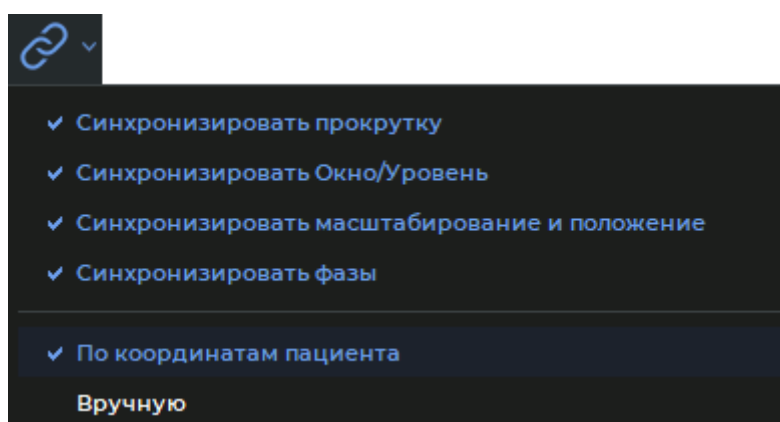 Синхронизировать прокрутку
Синхронизировать Окно/Уровень
Синхронизировать масштабирование и положение
Синхронизировать фазы
По координатам пациента
Вручную